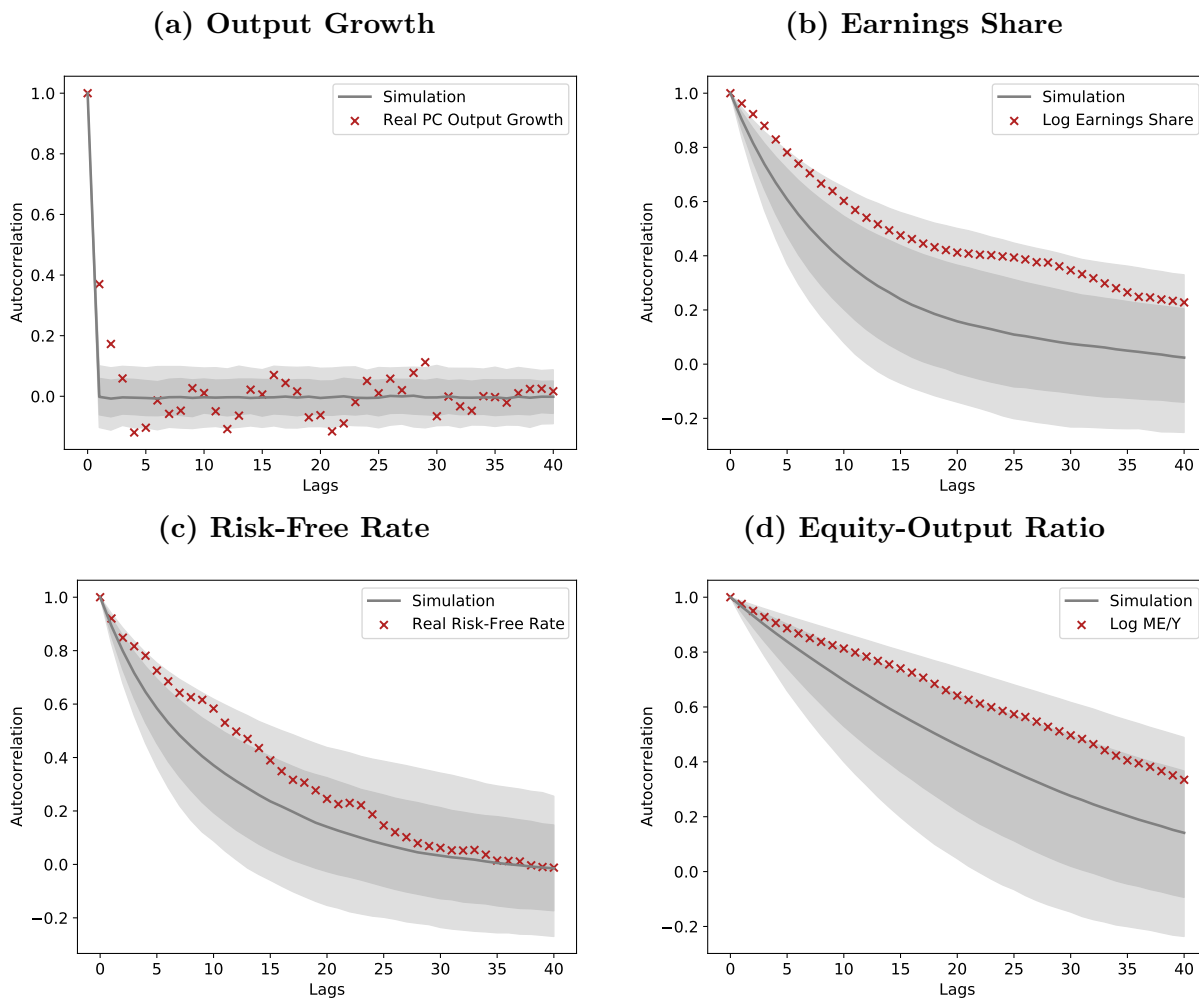 (a) Output Growth
1.0
0.8
0.6
0.4
0.2
0.0
Autocorrelation
Simulation
Real PC Output Growth
0 5 10 15 20 25 30 35 40
Lags
(b) Earnings Share
1.0
0.8
0.6
0.4
0.2
0.0
−0.2
Autocorrelation
Simulation
Log Earnings Share
0 5 10 15 20 25 30 35 40
Lags
(c) Risk-Free Rate
1.0
0.8
0.6
0.4
0.2
0.0
−0.2
Autocorrelation
Simulation
Real Risk-Free Rate
0 5 10 15 20 25 30 35 40
Lags
(d) Equity-Output Ratio
1.0
0.8
0.6
0.4
0.2
0.0
−0.2
Autocorrelation
Simulation
Log ME/Y
0 5 10 15 20 25 30 35 40
Lags